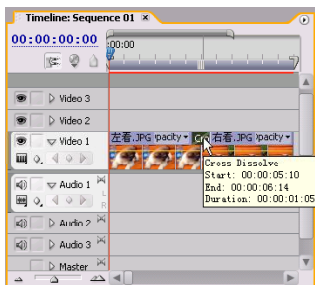 Timeline: Sequence 01 ×
00:00:00:00
:00:00
Video 3
Video 2
Video 1
左看.JPG pacity
Cro
右看.JPG pacity
Cross Dissolve
Start: 00:00:05:10
End: 00:00:06:14
Duration: 00:00:01:05
Audio 1
L
R
Audio 2
Audio 3
Master